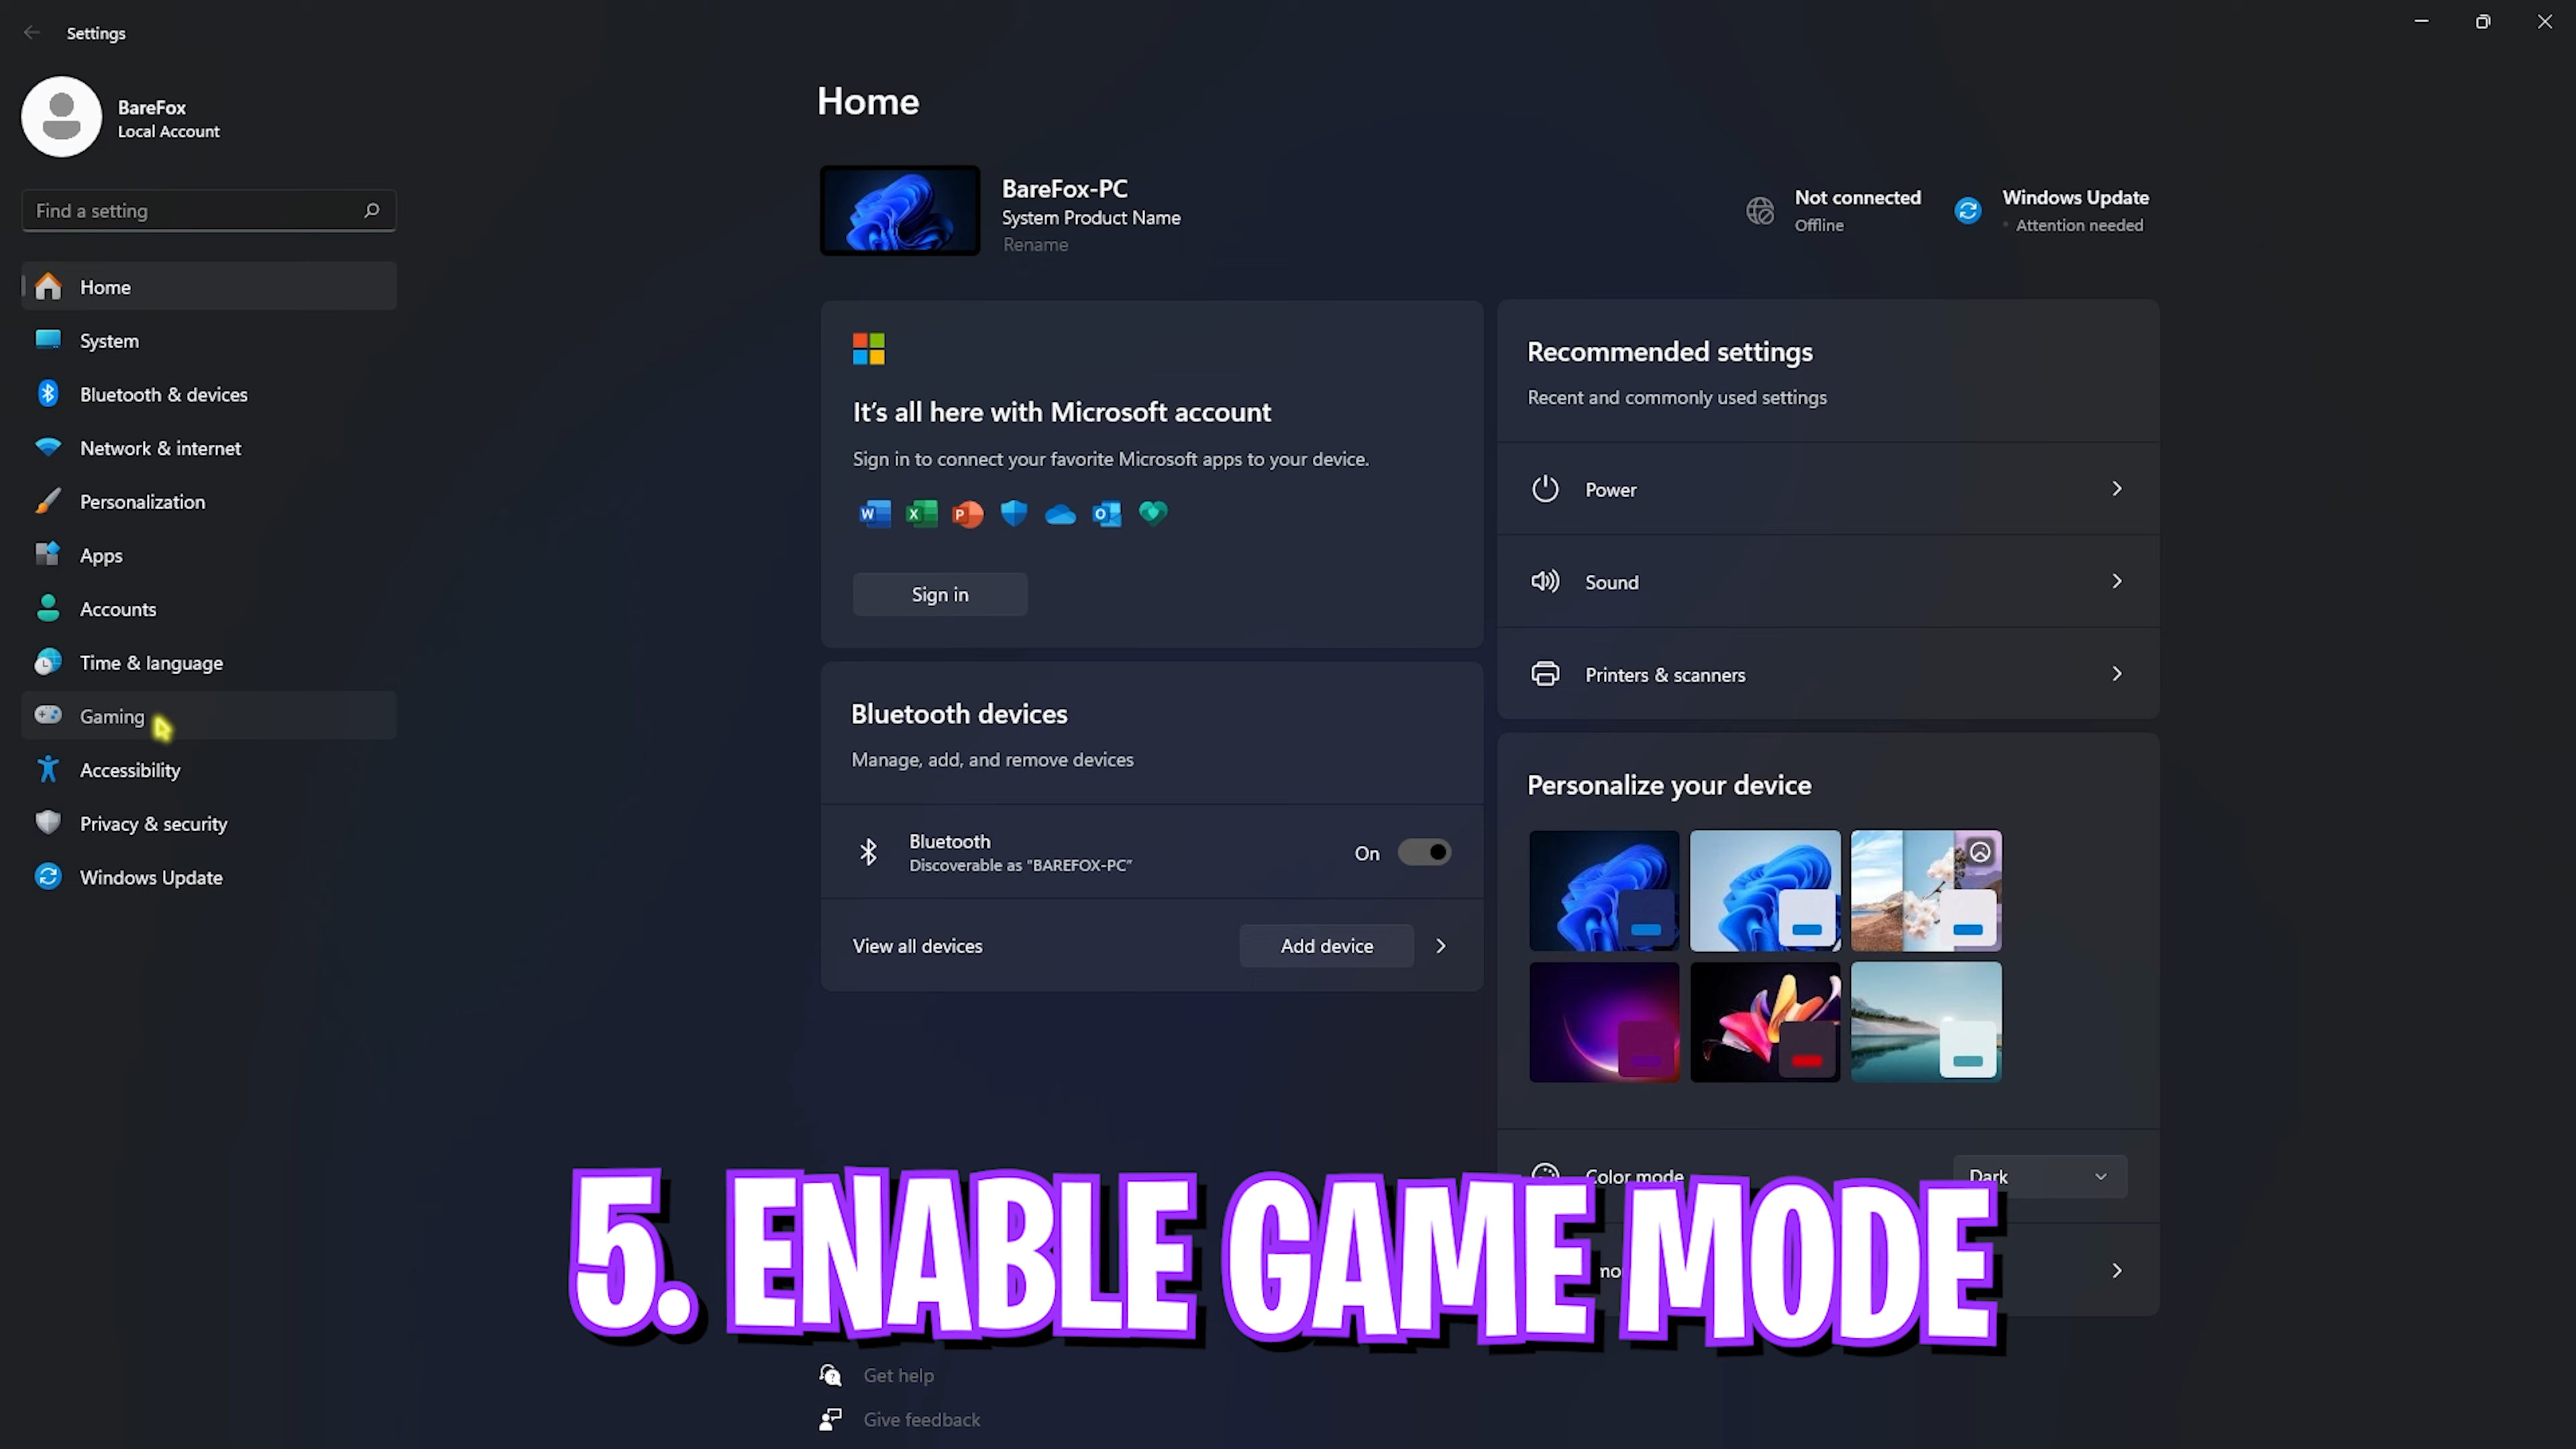 Settings
BareFox
Local Account
Find a setting
Home
System
Bluetooth & devices
Network & internet
Personalization
Apps
Accounts
Time & language
Gaming
Accessibility
Privacy & security
Windows Update
Home
BareFox-PC
System Product Name
Rename
Not connected
Offline
Windows Update
Attention needed
It's all here with Microsoft account
Sign in to connect your favorite Microsoft apps to your device.
Sign in
Bluetooth devices
Manage, add, and remove devices
Bluetooth
Discoverable as "BAREFOX-PC"
On
View all devices
Add device
Recommended settings
Recent and commonly used settings
Power
Sound
Printers & scanners
Personalize your device
Color mode
Dark
5. ENABLE GAME MODE
Get help
Give feedback